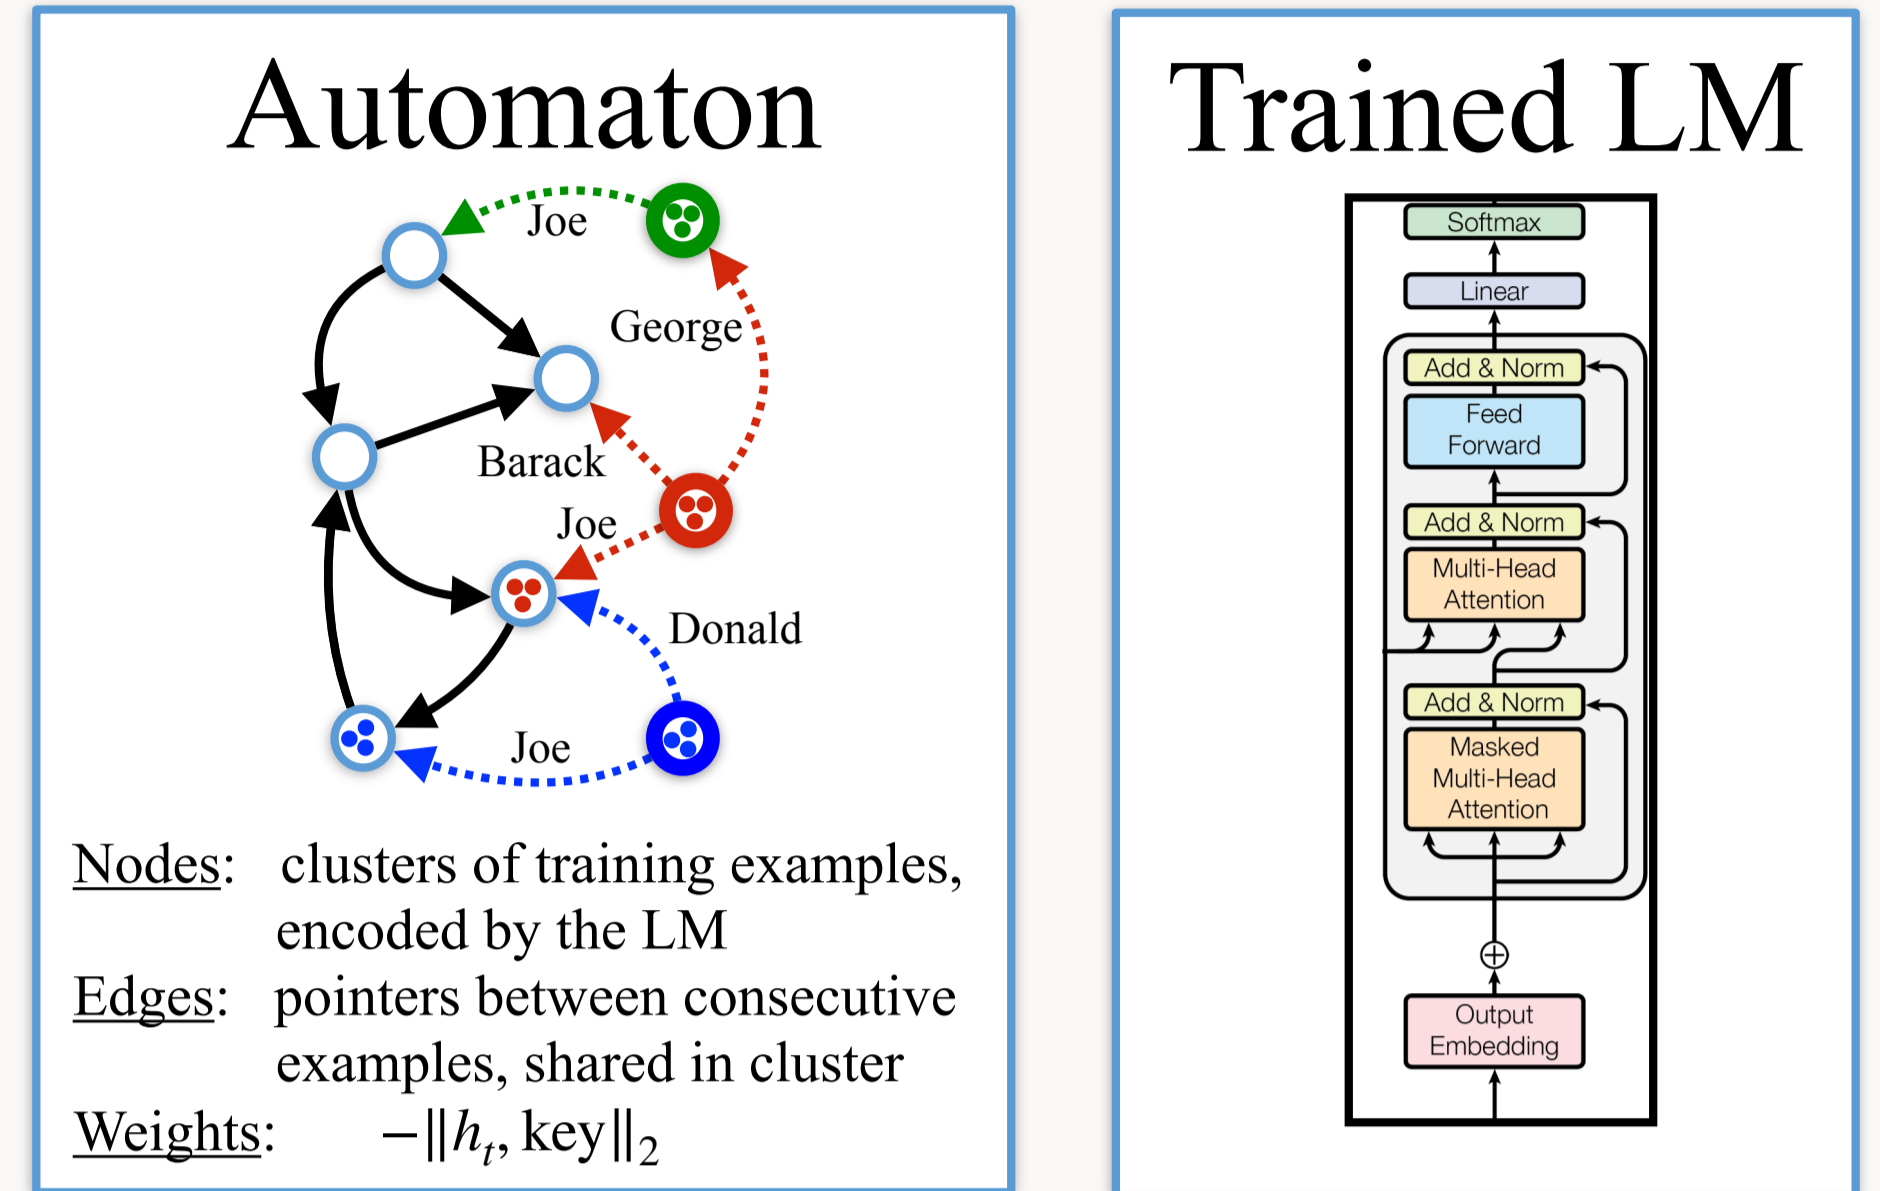 Automaton
Joe
George
Barack
Joe
Donald
Joe
Nodes: clusters of training examples,
encoded by the LM
Edges: pointers between consecutive
examples, shared in cluster
Weights: −‖hₜ, key‖₂
Trained LM
Softmax
Linear
Add & Norm
Feed
Forward
Add & Norm
Multi-Head
Attention
Add & Norm
Masked
Multi-Head
Attention
Output
Embedding